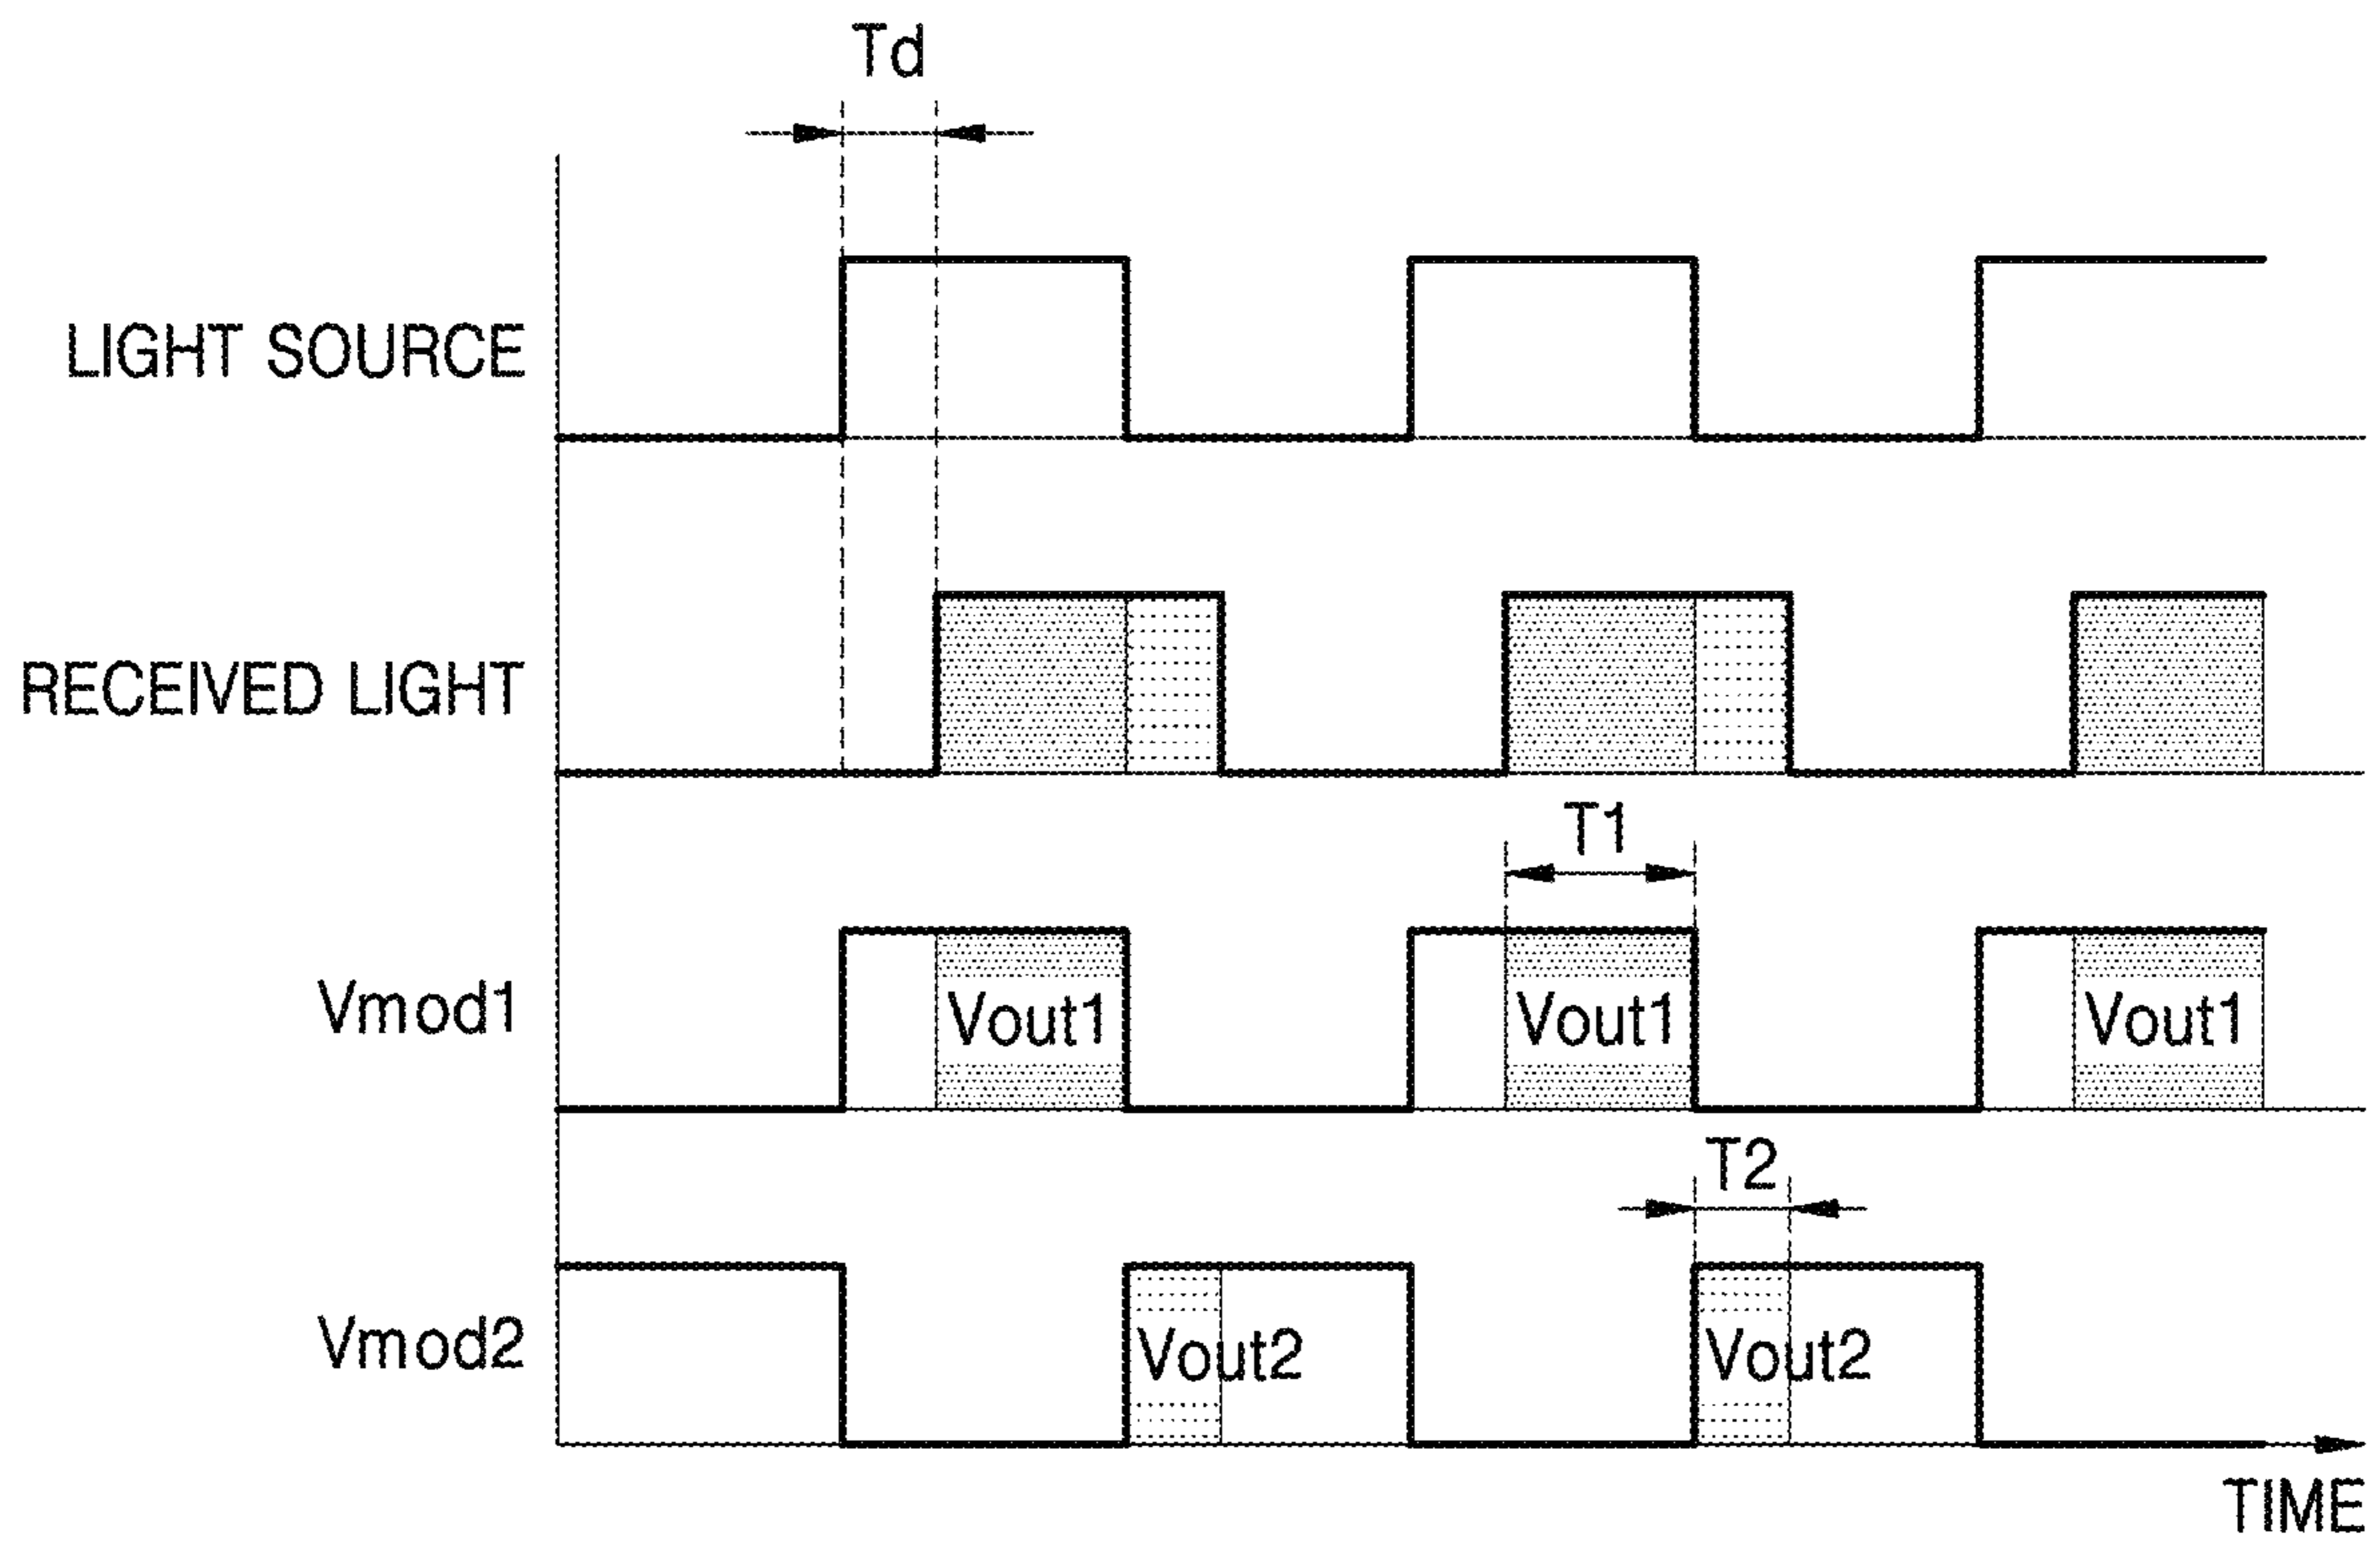 Td
LIGHT SOURCE
RECEIVED LIGHT
T1
Vmod1
Vout1
Vout1
Vout1
T2
Vmod2
Vout2
Vout2
TIME